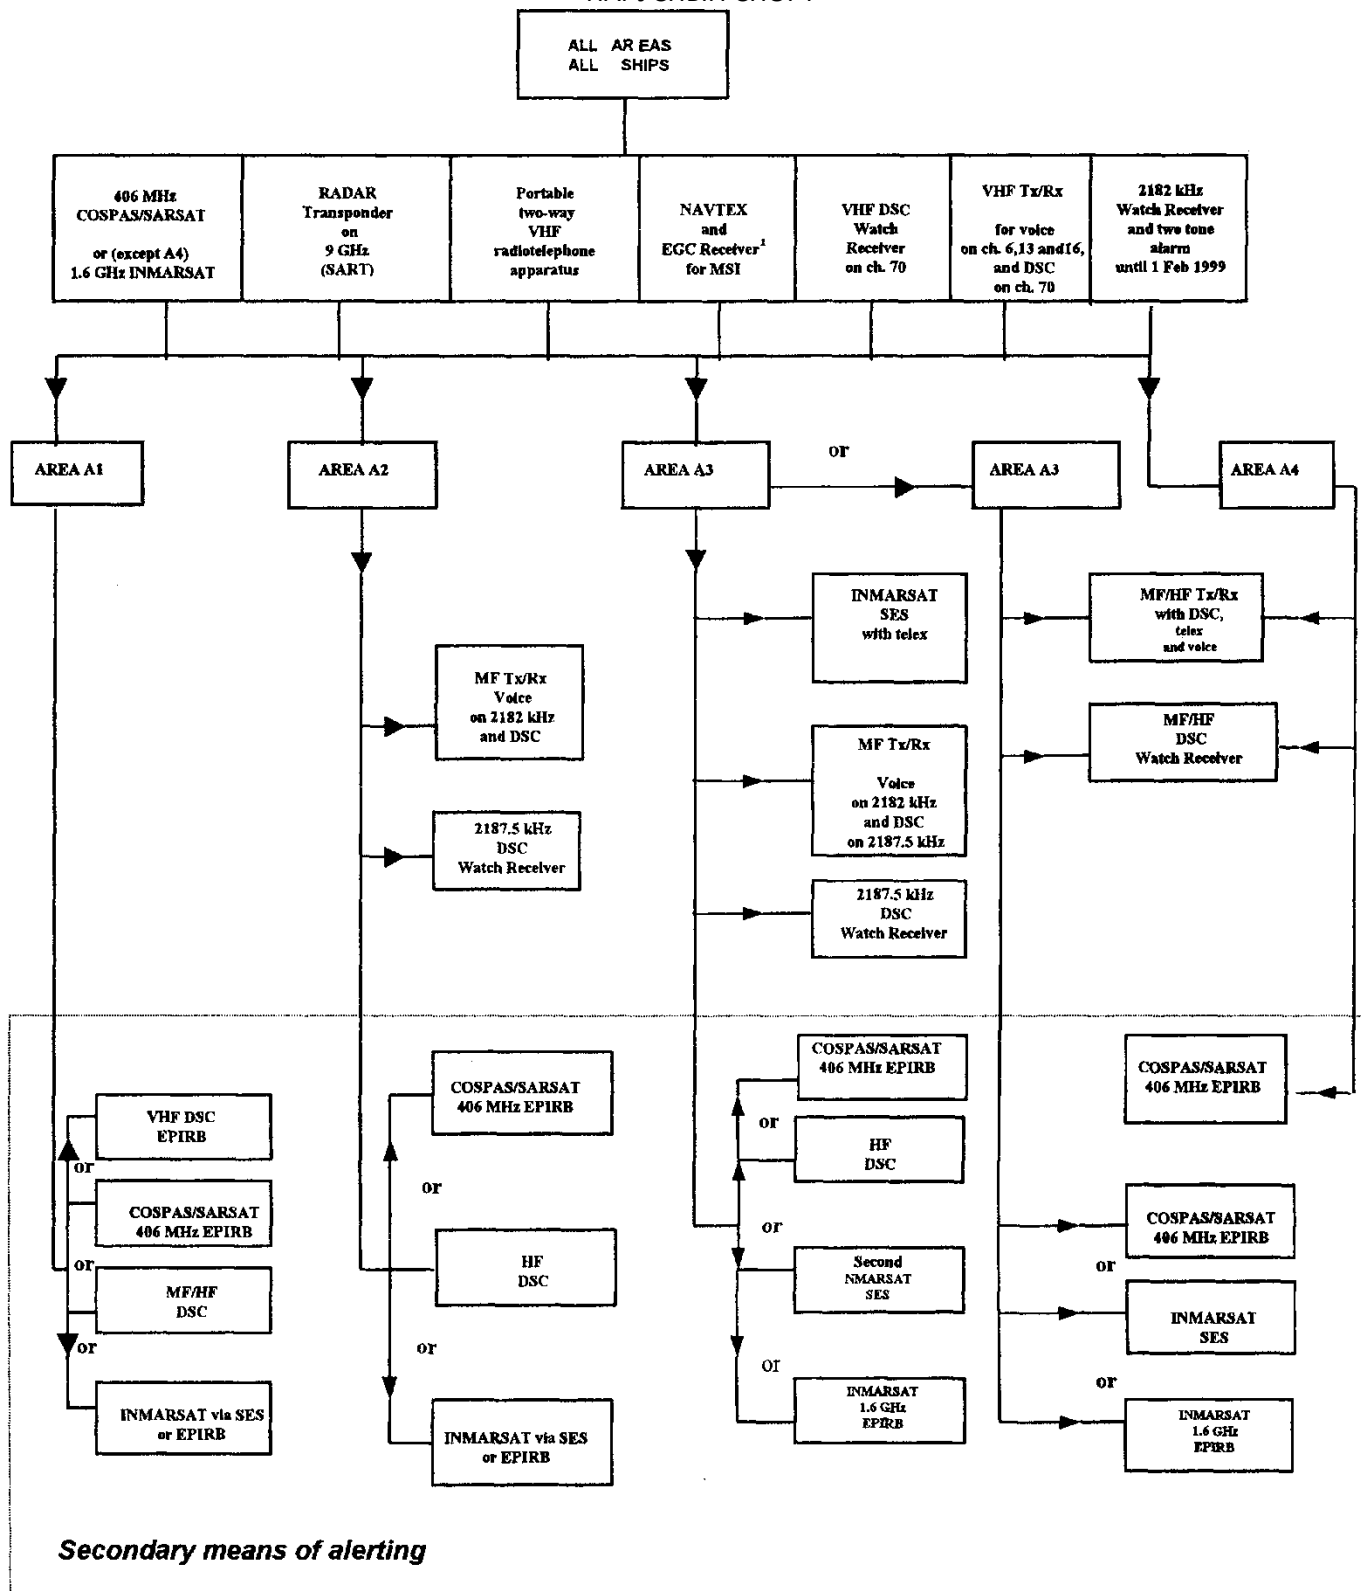 ALL AR EAS
ALL SHIPS
406 MHz
COSPAS/SARSAT
or (except A4)
1.6 GHz INMARSAT
RADAR
Transponder
on
9 GHz
(SART)
Portable
two-way
VHF
radiotelephone
apparatus
NAVTEX
and
EGC Receiver1
for MSI
VHF DSC
Watch
Receiver
on ch. 70
VHF Tx/Rx
for voice
on ch. 6,13 and16,
and DSC
on ch. 70
2182 kHz
Watch Receiver
and two tone
alarm
until 1 Feb 1999
AREA A1
AREA A2
AREA A3
or
AREA A3
AREA A4
INMARSAT
SES
with telex
MF/HF Tx/Rx
with DSC,
telex
and voice
MF Tx/Rx
Voice
on 2182 kHz
and DSC
MF/HF
DSC
Watch Receiver
MF Tx/Rx
Voice
on 2182 kHz
and DSC
on 2187.5 kHz
2187.5 kHz
DSC
Watch Receiver
2187.5 kHz
DSC
Watch Receiver
VHF DSC
EPIRB
or
COSPAS/SARSAT
406 MHz EPIRB
or
MF/HF
DSC
or
INMARSAT via SES
or EPIRB
COSPAS/SARSAT
406 MHz EPIRB
or
HF
DSC
or
INMARSAT via SES
or EPIRB
COSPAS/SARSAT
406 MHz EPIRB
or
HF
DSC
or
Second
NMARSAT
SES
or
INMARSAT
1.6 GHz
EPIRB
COSPAS/SARSAT
406 MHz EPIRB
COSPAS/SARSAT
406 MHz EPIRB
or
INMARSAT
SES
or
INMARSAT
1.6 GHz
EPIRB
Secondary means of alerting